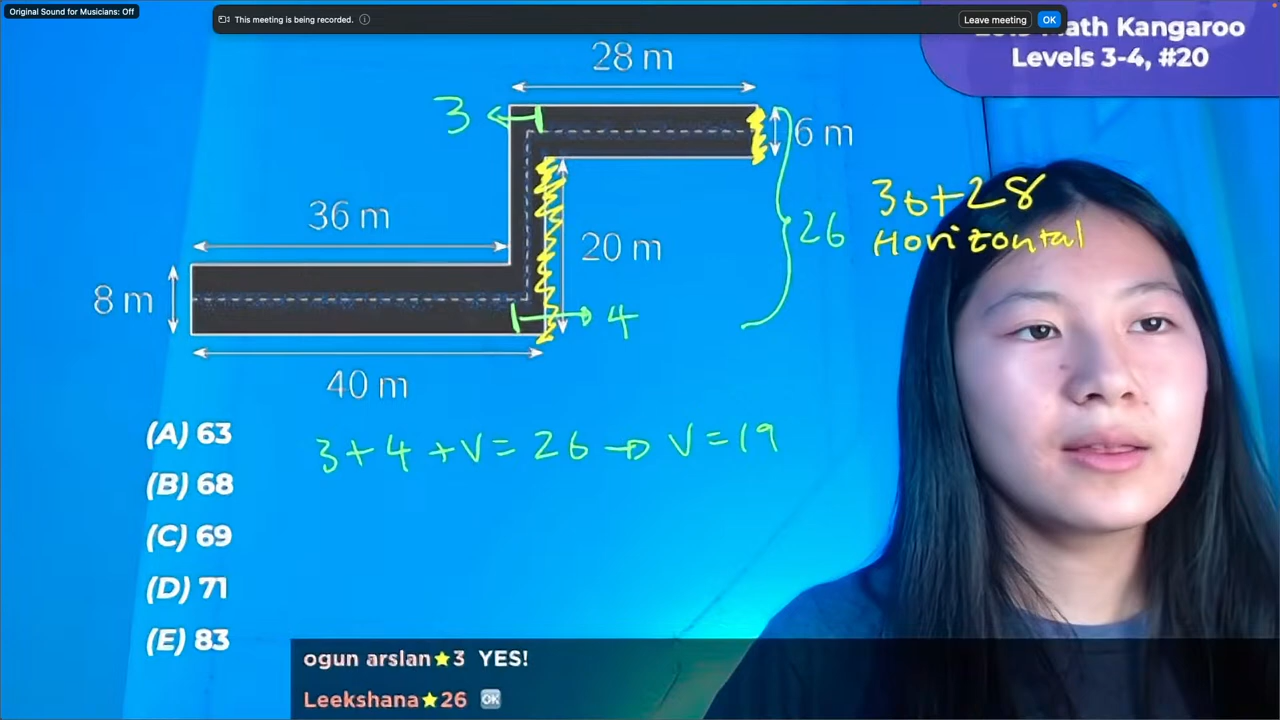 Original Sound for Musicians: Off
This meeting is being recorded.
Leave meeting
OK
Math Kangaroo
Levels 3-4, #20
28 m
3
6 m
36+28
Horizontal
36 m
20 m
26
8 m
4
40 m
(A) 63
3+4+V=26→V=19
(B) 68
(C) 69
(D) 71
(E) 83
ogun arslan★3 YES!
Leekshana★26 OK